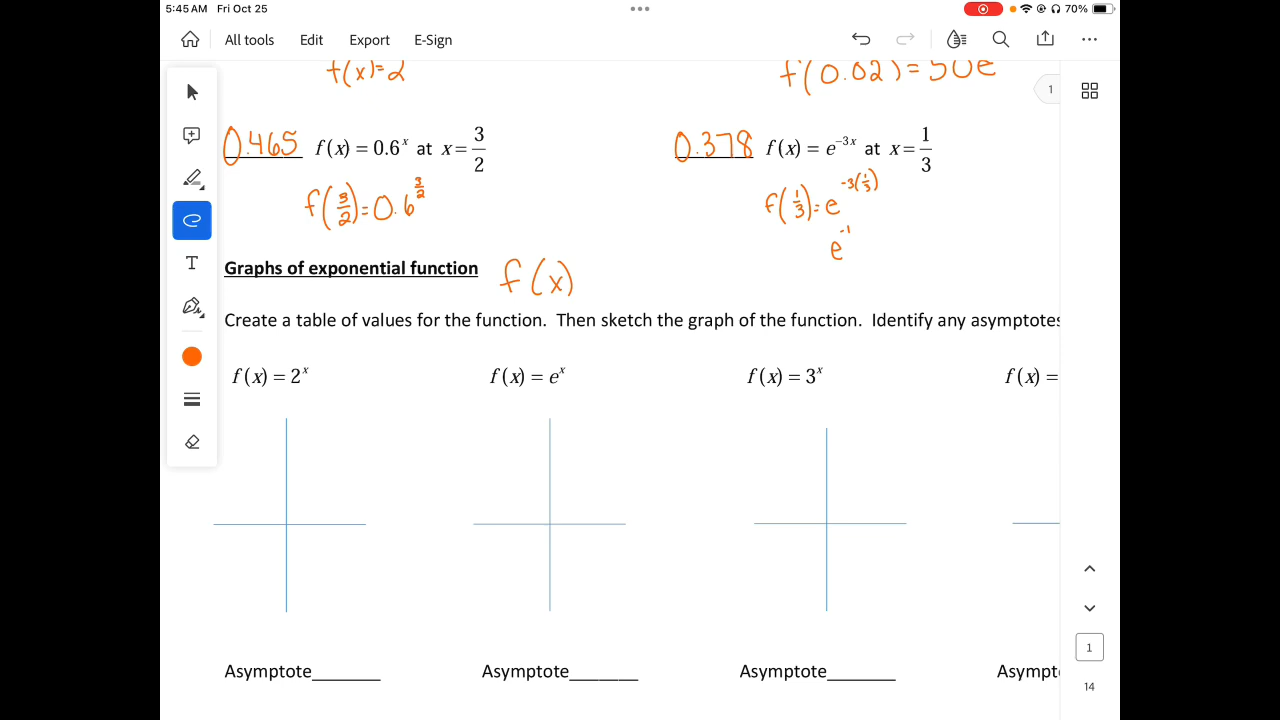 5:45 AM Fri Oct 25
70%
All tools Edit Export E-Sign
f(x)=2
f(0.02)=50e
1
0.465 f(x) = 0.6^x at x = 3/2
0.378 f(x) = e^{-3x} at x = 1/3
f(3/2)=0.6^{3/2}
f(1/3)=e^{-3(1/3)}
e^{-1}
Graphs of exponential function f(x)
Create a table of values for the function. Then sketch the graph of the function. Identify any asymptotes
f(x) = 2^x f(x) = e^x f(x) = 3^x f(x) =
Asymptote_______ Asymptote_______ Asymptote_______ Asympt
1
14